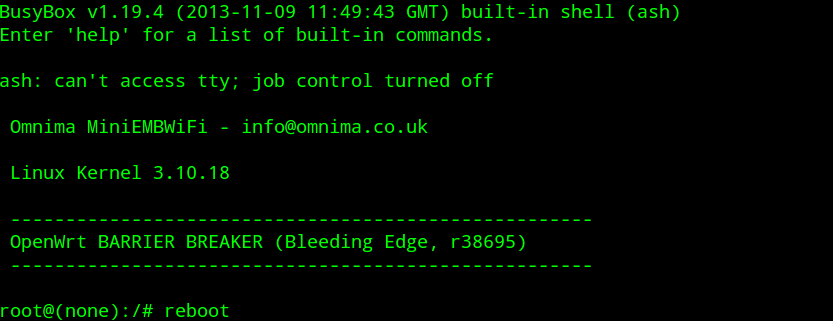 BusyBox v1.19.4 (2013-11-09 11:49:43 GMT) built-in shell (ash)
Enter 'help' for a list of built-in commands.
ash: can't access tty; job control turned off
Omnima MiniEMBWiFi - info@omnima.co.uk
Linux Kernel 3.10.18
-----------------------------------------------------
OpenWrt BARRIER BREAKER (Bleeding Edge, r38695)
-----------------------------------------------------
root@(none):/# reboot